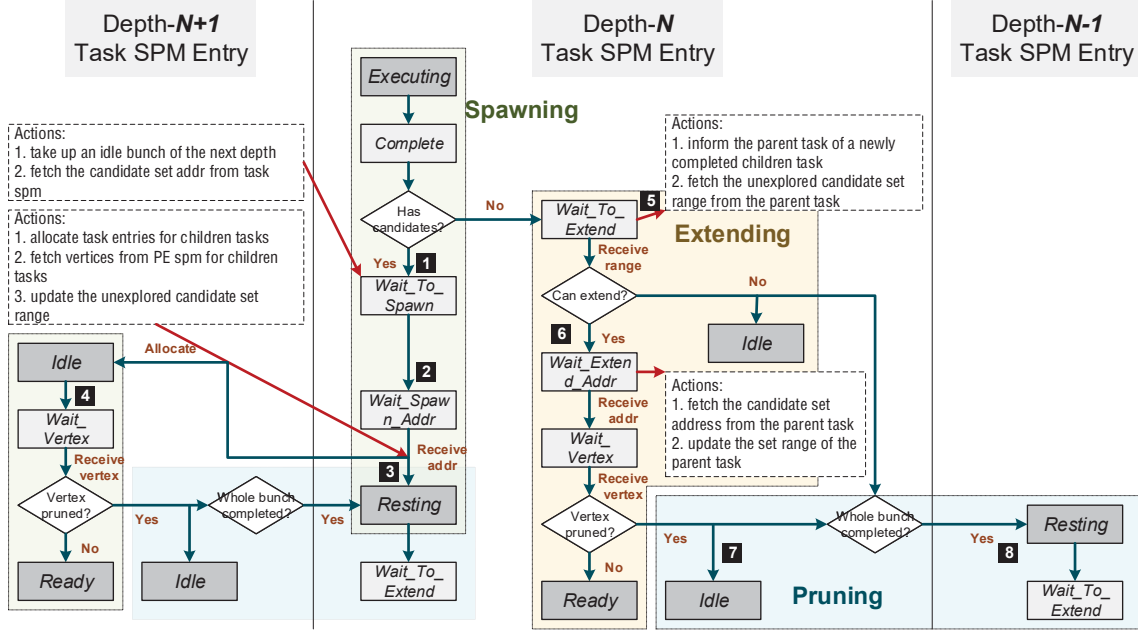 Depth-N+1
Task SPM Entry
Depth-N
Task SPM Entry
Depth-N-1
Task SPM Entry
Executing
Spawning
Complete
Has
candidates?
No
Yes
1
Wait_To_
Spawn
2
Wait_Spaw
n_Addr
Receive
addr
3
Resting
Wait_To_
Extend
Actions:
1. take up an idle bunch of the next depth
2. fetch the candidate set addr from task
spm
Actions:
1. allocate task entries for children tasks
2. fetch vertices from PE spm for children
tasks
3. update the unexplored candidate set
range
Allocate
Idle
4
Wait_
Vertex
Receive
vertex
Vertex
pruned?
Yes
No
Ready
Idle
Whole bunch
completed?
Yes
Wait_To_
Extend
5
Actions:
1. inform the parent task of a newly
completed children task
2. fetch the unexplored candidate set
range from the parent task
Extending
Receive
range
Can extend?
No
Idle
6
Yes
Wait_Exten
d_Addr
Actions:
1. fetch the candidate set
address from the parent task
2. update the set range of the
parent task
Receive
addr
Wait_
Vertex
Receive
vertex
Vertex
pruned?
Yes
No
Ready
7
Idle
Pruning
Whole bunch
completed?
Yes
8
Resting
Wait_To_
Extend